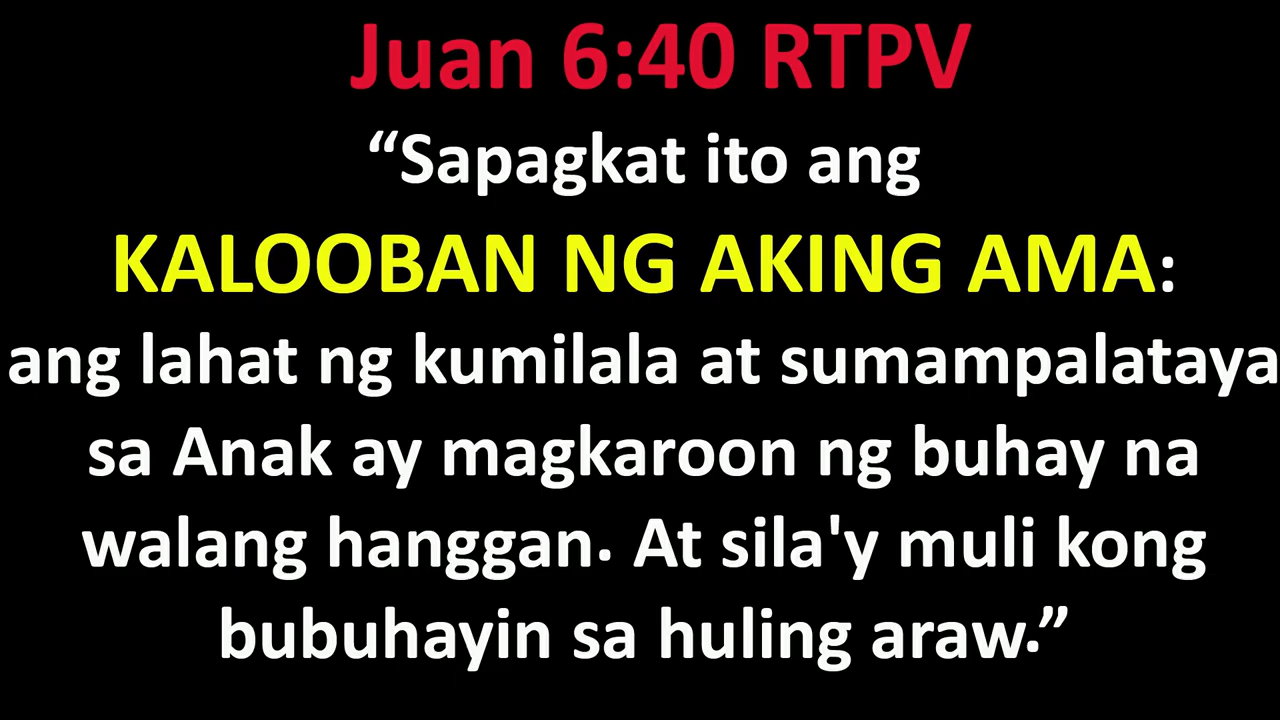 Juan 6:40 RTPV
“Sapagkat ito ang
KALOOBAN NG AKING AMA:
ang lahat ng kumilala at sumampalataya
sa Anak ay magkaroon ng buhay na
walang hanggan. At sila'y muli kong
bubuhayin sa huling araw.”